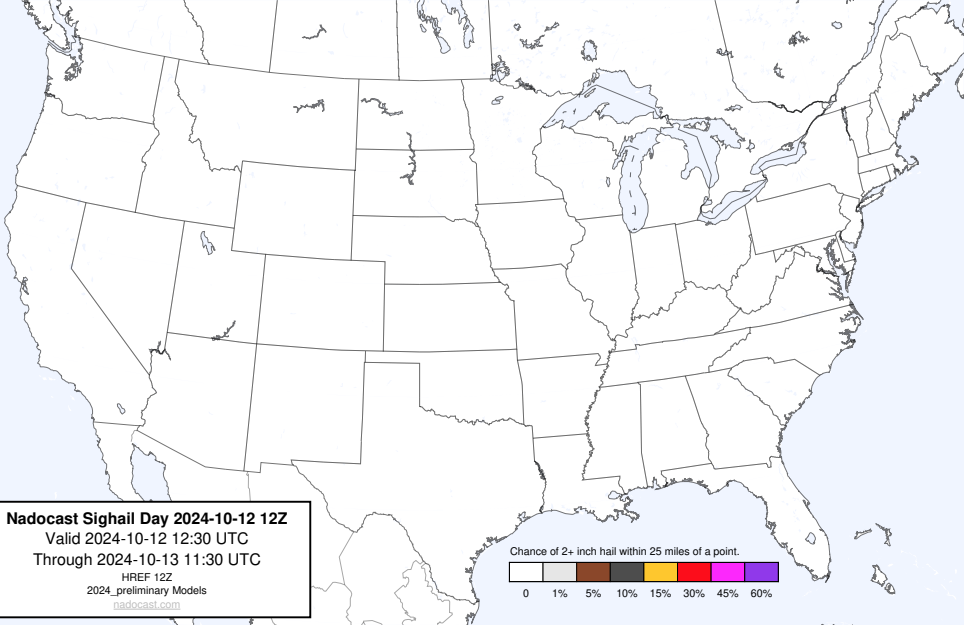 Nadocast Sighail Day 2024-10-12 12Z
Valid 2024-10-12 12:30 UTC
Through 2024-10-13 11:30 UTC
HREF 12Z
2024_preliminary Models
nadocast.com
Chance of 2+ inch hail within 25 miles of a point.
0 1% 5% 10% 15% 30% 45% 60%